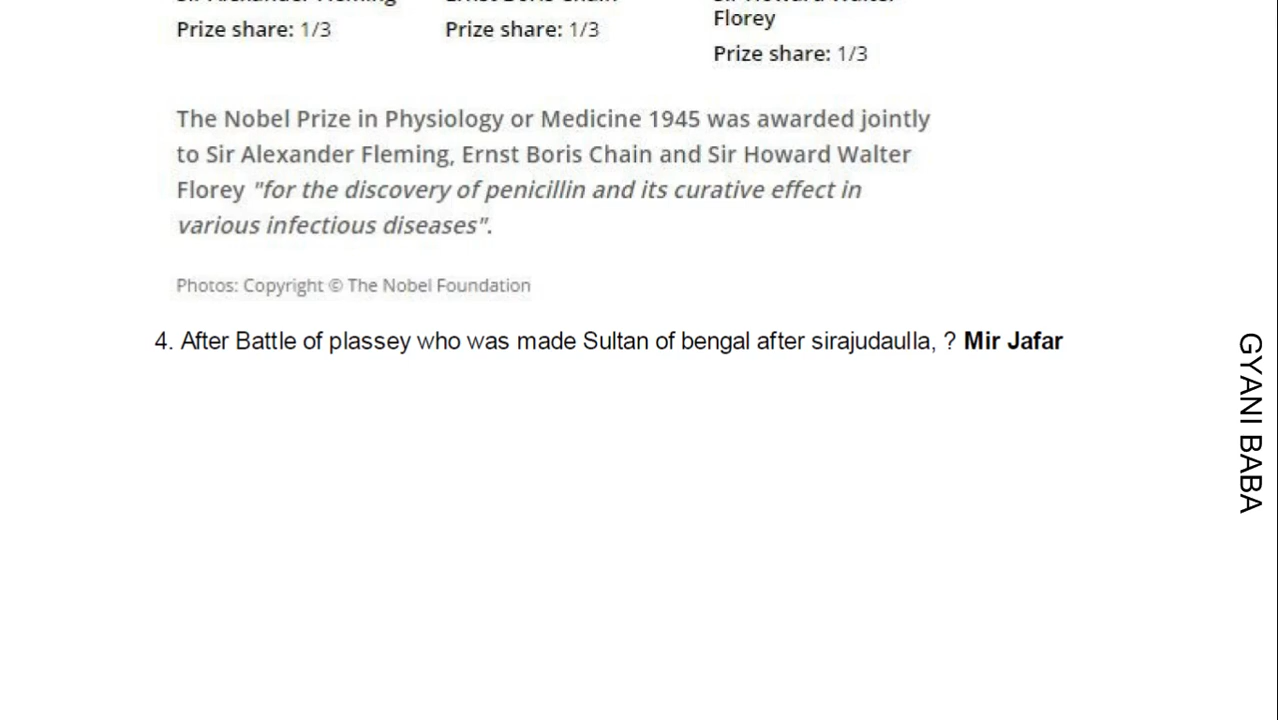 Prize share: 1/3
Prize share: 1/3
Florey
Prize share: 1/3
The Nobel Prize in Physiology or Medicine 1945 was awarded jointly
to Sir Alexander Fleming, Ernst Boris Chain and Sir Howard Walter
Florey "for the discovery of penicillin and its curative effect in
various infectious diseases".
Photos: Copyright © The Nobel Foundation
4. After Battle of plassey who was made Sultan of bengal after sirajudaulla, ? Mir Jafar
GYANI BABA